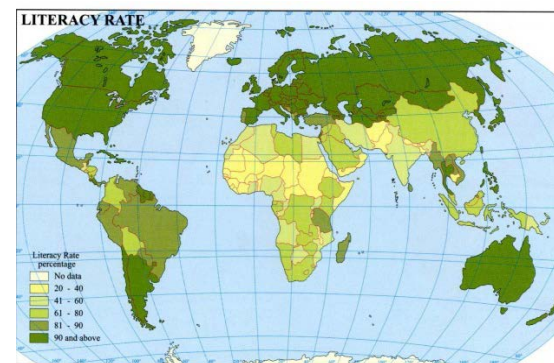 LITERACY RATE
Literacy Rate
percentage
No data
20 - 40
41 - 60
61 - 80
81 - 90
90 and above